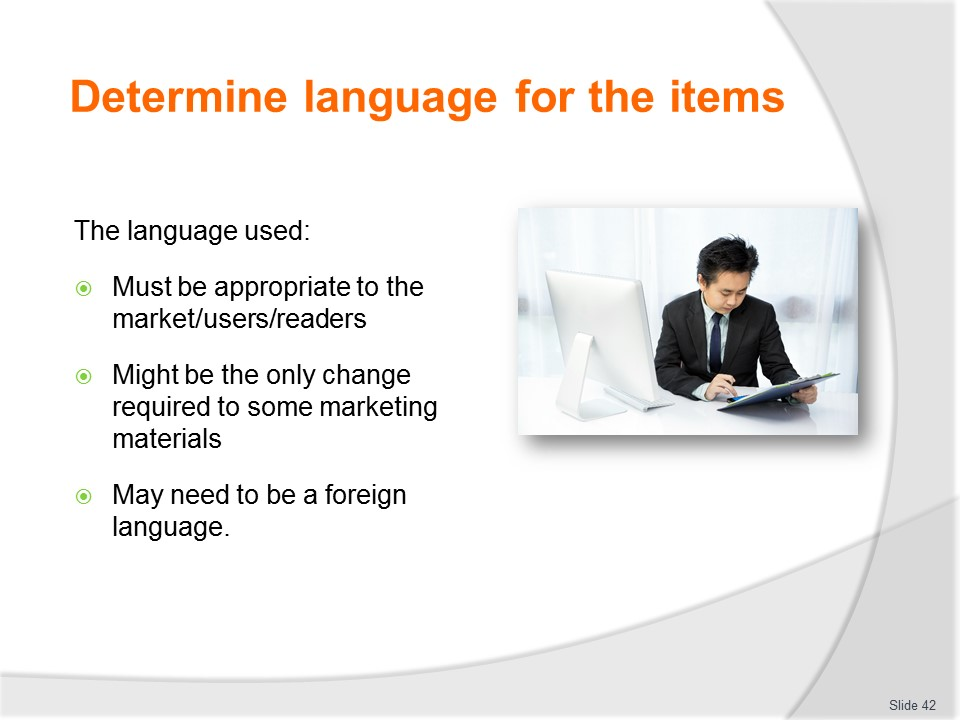 Determine language for the items
The language used:
Must be appropriate to the
market/users/readers
Might be the only change
required to some marketing
materials
May need to be a foreign
language.
Slide 42